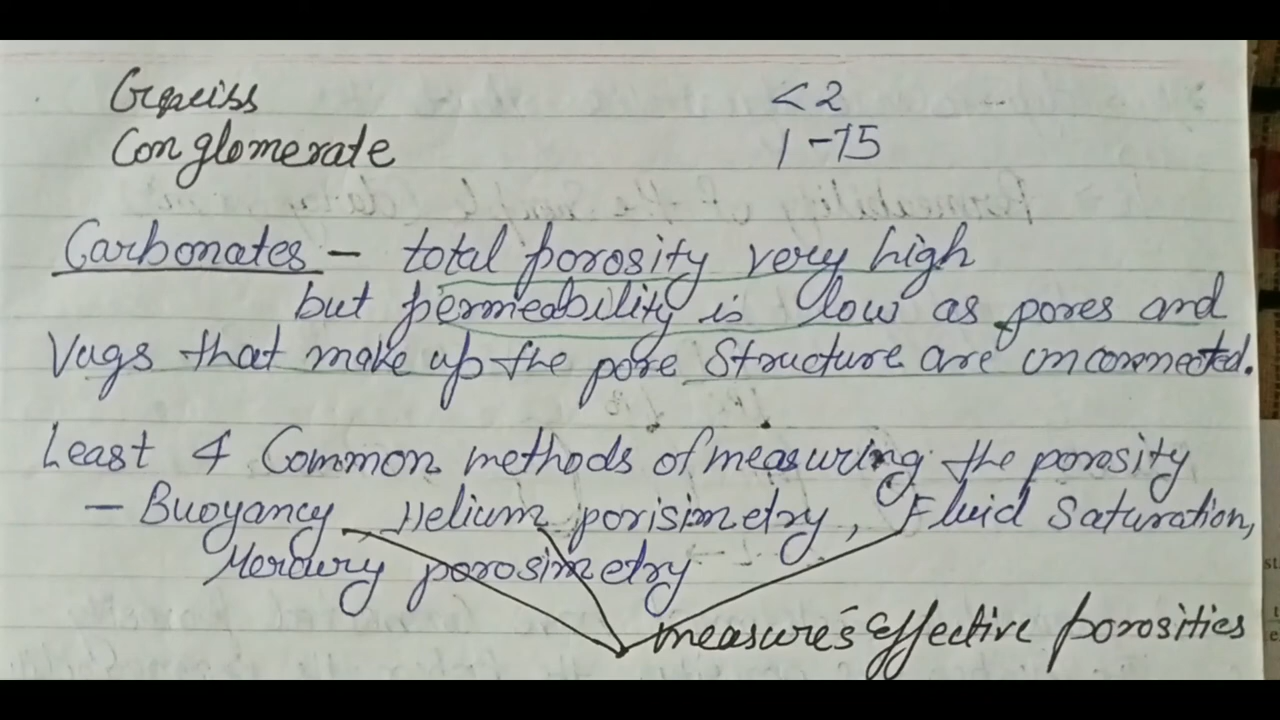 Gneiss <2
Conglomerate 1-15
Carbonates - total porosity very high
but permeability is low as pores and
Vugs that make up the pore Structure are unconnected.
Least 4 Common methods of measuring the porosity
- Buoyancy, Helium porisimetry, Fluid Saturation,
Mercury porosimetry
measures effective porosities